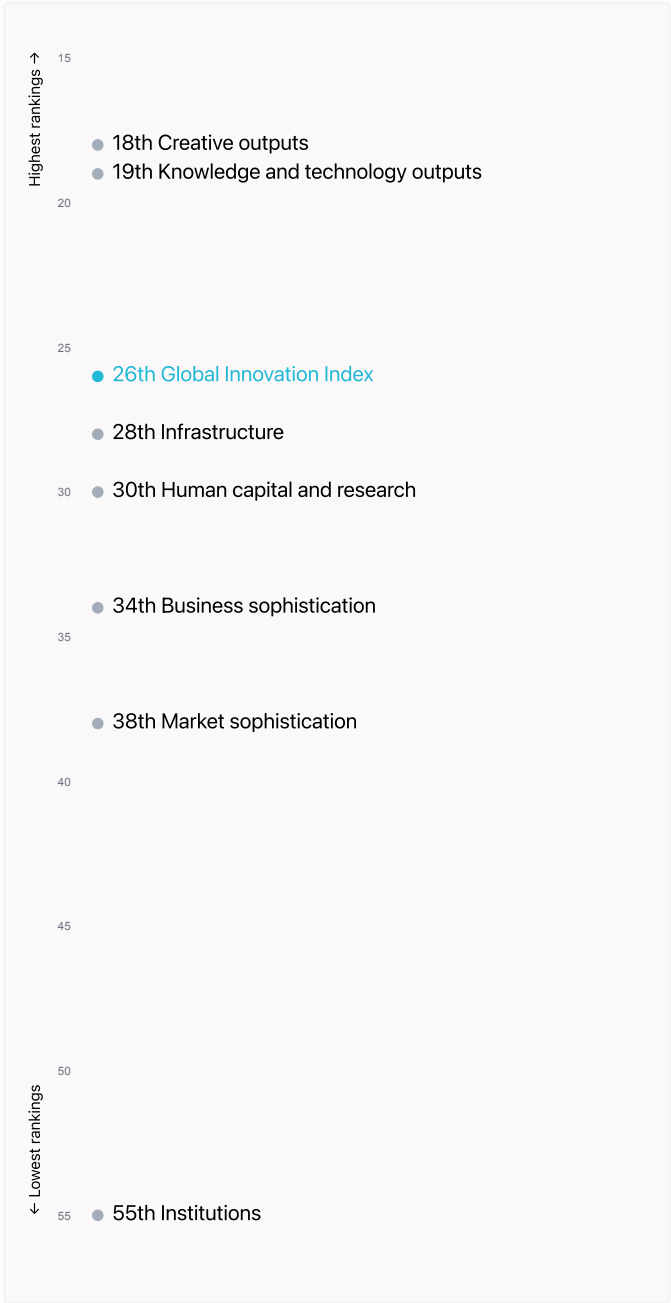 Highest rankings →
15
18th Creative outputs
19th Knowledge and technology outputs
20
25
26th Global Innovation Index
28th Infrastructure
30
30th Human capital and research
34th Business sophistication
35
38th Market sophistication
40
45
50
← Lowest rankings
55
55th Institutions